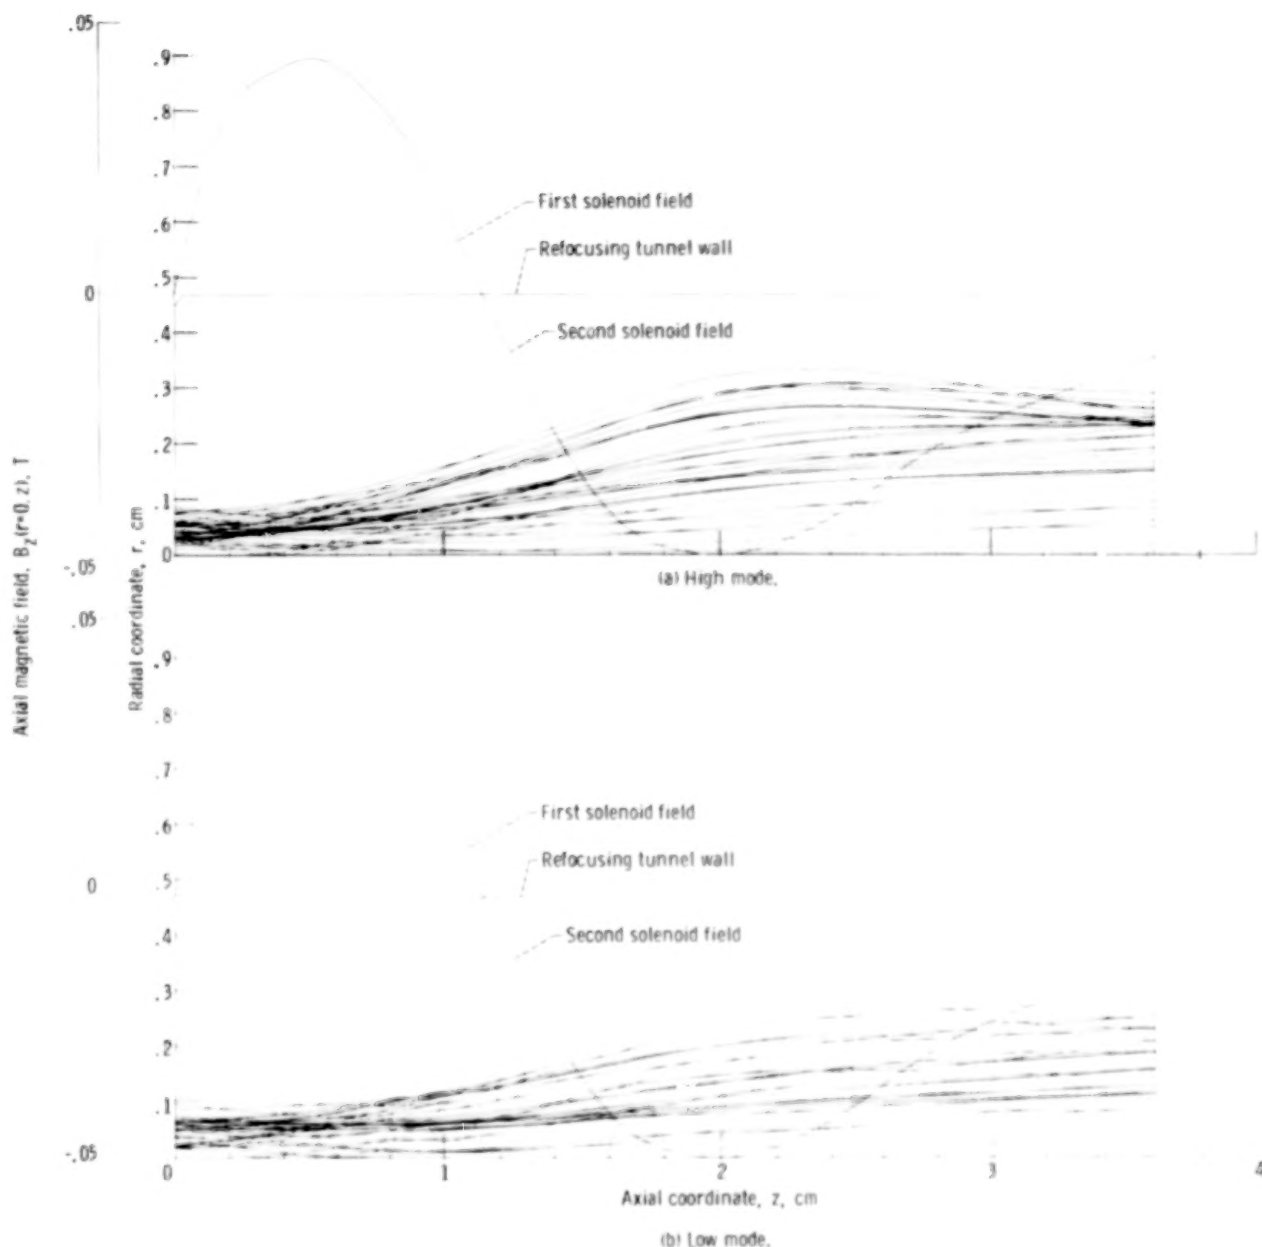 .05
.9
.8
.7
First solenoid field
.6
Refocusing tunnel wall
.5
0
Second solenoid field
.4
.3
.2
.1
0
-.05
(a) High mode.
.05
Axial magnetic field, B_z(r=0, z), T
Radial coordinate, r, cm
.9
.8
.7
First solenoid field
.6
Refocusing tunnel wall
.5
0
Second solenoid field
.4
.3
.2
.1
-.05
0 1 2 3 4
Axial coordinate, z, cm
(b) Low mode.